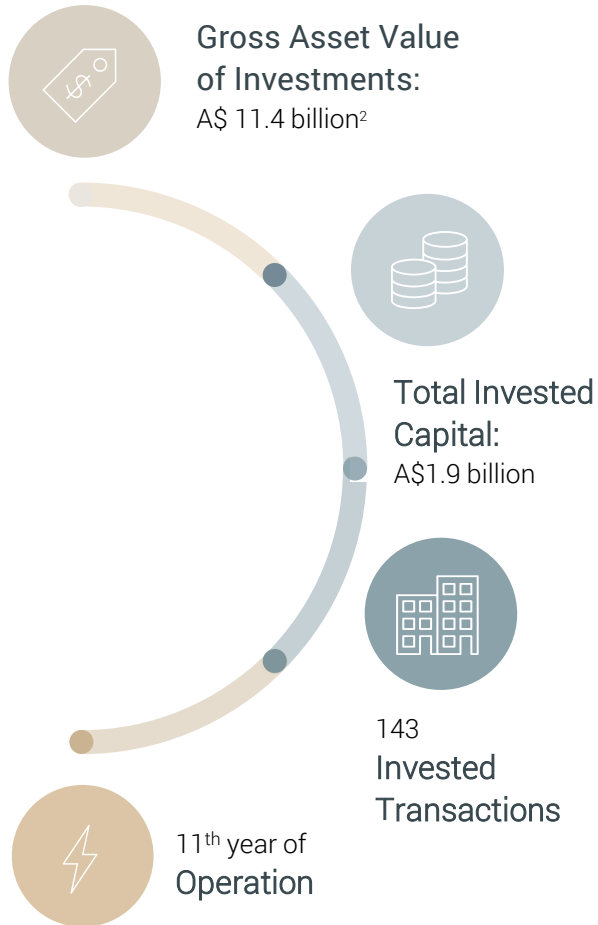 Gross Asset Value
of Investments:
A$ 11.4 billion²
Total Invested
Capital:
A$1.9 billion
143
Invested
Transactions
11th year of
Operation